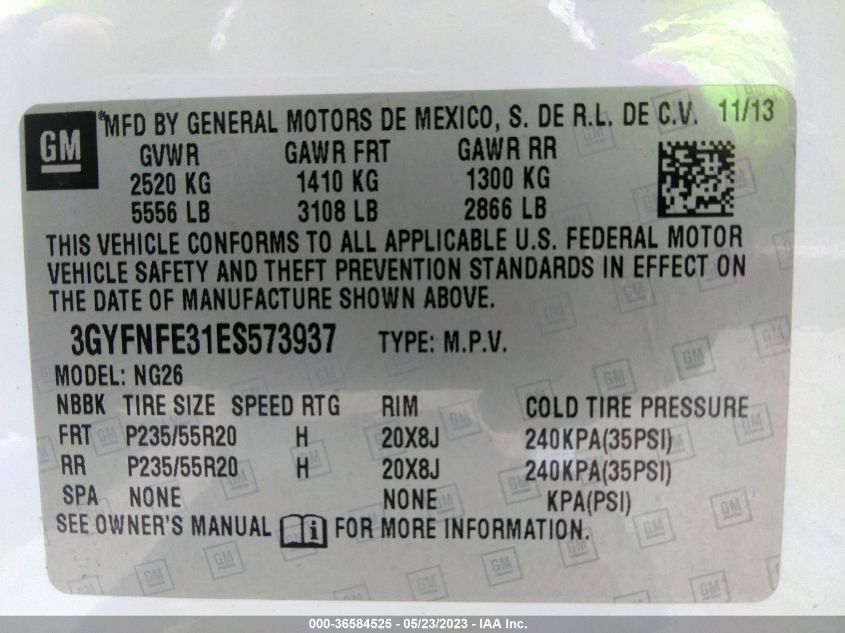 GM
®MFD BY GENERAL MOTORS DE MEXICO, S. DE R.L. DE C.V. 11/13
GVWR GAWR FRT GAWR RR
2520 KG 1410 KG 1300 KG
5556 LB 3108 LB 2866 LB
THIS VEHICLE CONFORMS TO ALL APPLICABLE U.S. FEDERAL MOTOR
VEHICLE SAFETY AND THEFT PREVENTION STANDARDS IN EFFECT ON
THE DATE OF MANUFACTURE SHOWN ABOVE.
3GYFNFE31ES573937 TYPE: M.P.V.
MODEL: NG26
NBBK TIRE SIZE SPEED RTG RIM COLD TIRE PRESSURE
FRT P235/55R20 H 20X8J 240KPA(35PSI)
RR P235/55R20 H 20X8J 240KPA(35PSI)
SPA NONE NONE KPA(PSI)
SEE OWNER'S MANUAL i FOR MORE INFORMATION.
000-36584525 - 05/23/2023 - IAA Inc.